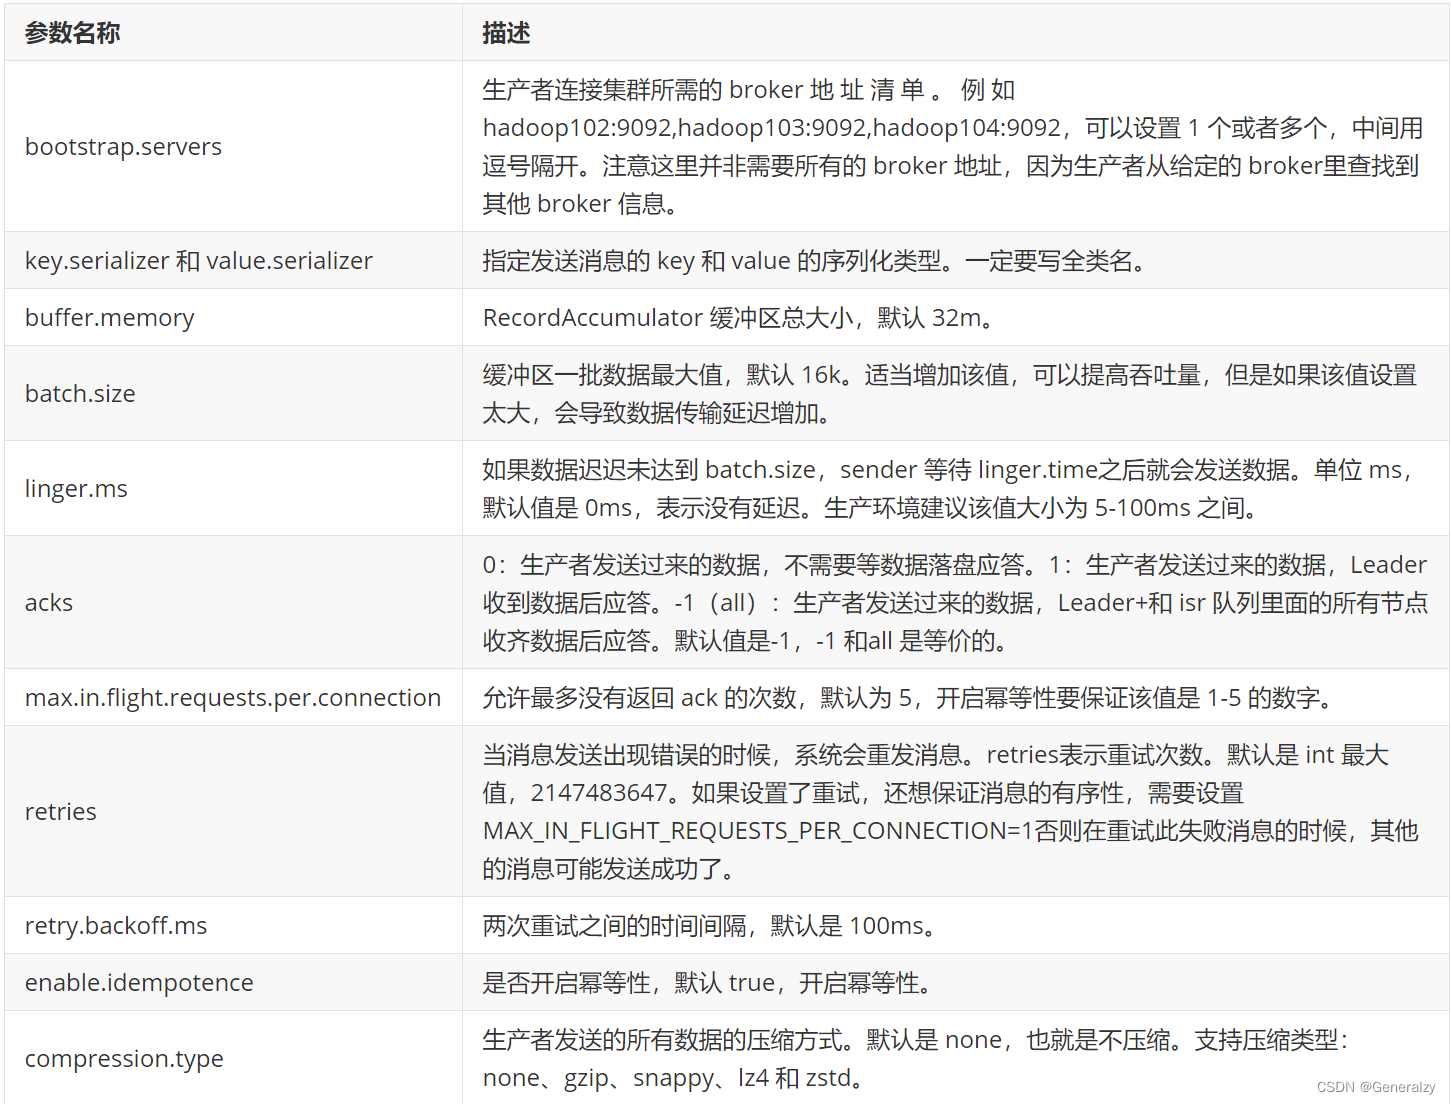 参数名称
描述
bootstrap.servers
生产者连接集群所需的 broker 地 址 清 单 。 例 如
hadoop102:9092,hadoop103:9092,hadoop104:9092，可以设置 1 个或者多个，中间用
逗号隔开。注意这里并非需要所有的 broker 地址，因为生产者从给定的 broker里查找到
其他 broker 信息。
key.serializer 和 value.serializer
指定发送消息的 key 和 value 的序列化类型。一定要写全类名。
buffer.memory
RecordAccumulator 缓冲区总大小，默认 32m。
batch.size
缓冲区一批数据最大值，默认 16k。适当增加该值，可以提高吞吐量，但是如果该值设置
太大，会导致数据传输延迟增加。
linger.ms
如果数据迟迟未达到 batch.size，sender 等待 linger.time之后就会发送数据。单位 ms，
默认值是 0ms，表示没有延迟。生产环境建议该值大小为 5-100ms 之间。
acks
0：生产者发送过来的数据，不需要等数据落盘应答。1：生产者发送过来的数据，Leader
收到数据后应答。-1（all）：生产者发送过来的数据，Leader+和 isr 队列里面的所有节点
收齐数据后应答。默认值是-1，-1 和all 是等价的。
max.in.flight.requests.per.connection
允许最多没有返回 ack 的次数，默认为 5，开启幂等性要保证该值是 1-5 的数字。
retries
当消息发送出现错误的时候，系统会重发消息。retries表示重试次数。默认是 int 最大
值，2147483647。如果设置了重试，还想保证消息的有序性，需要设置
MAX_IN_FLIGHT_REQUESTS_PER_CONNECTION=1否则在重试此失败消息的时候，其他
的消息可能发送成功了。
retry.backoff.ms
两次重试之间的时间间隔，默认是 100ms。
enable.idempotence
是否开启幂等性，默认 true，开启幂等性。
compression.type
生产者发送的所有数据的压缩方式。默认是 none，也就是不压缩。支持压缩类型：
none、gzip、snappy、lz4 和 zstd。
CSDN @Generalzy